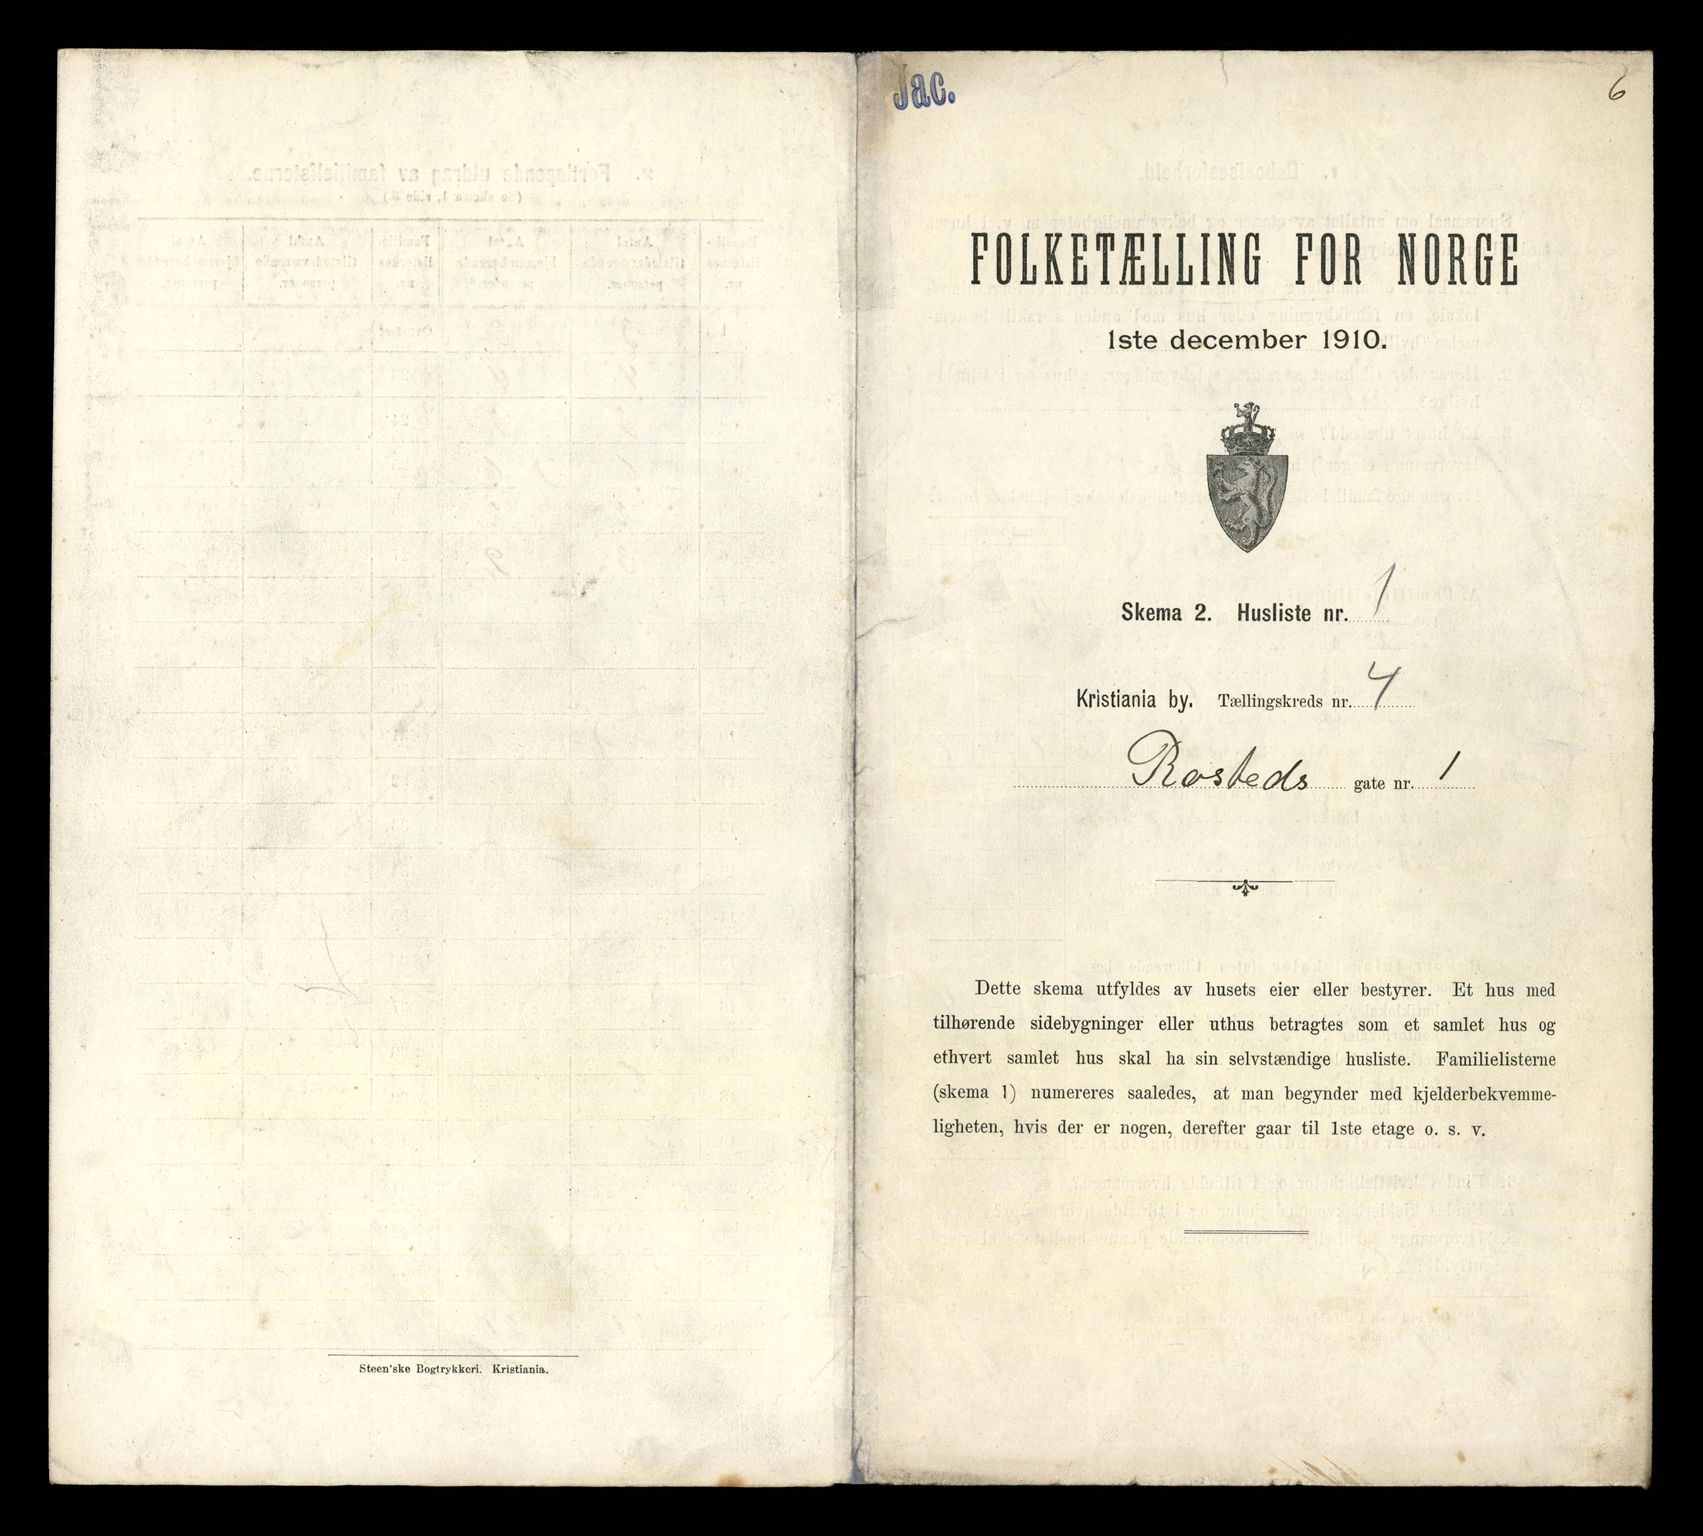 Steen'ske Bogtrykkeri. Kristiania.
Jac.
6
FOLKETÆLLING FOR NORGE
1ste december 1910.
Skema 2. Husliste nr. 1
Kristiania by. Tællingskreds nr. 4
Rosteds gate nr. 1
Dette skema utfyldes av husets eier eller bestyrer. Et hus med
tilhørende sidebygninger eller uthus betragtes som et samlet hus og
ethvert samlet hus skal ha sin selvstændige husliste. Familielisterne
(skema 1) numereres saaledes, at man begynder med kjelderbekvemme-
ligheten, hvis der er nogen, derefter gaar til 1ste etage o. s. v.